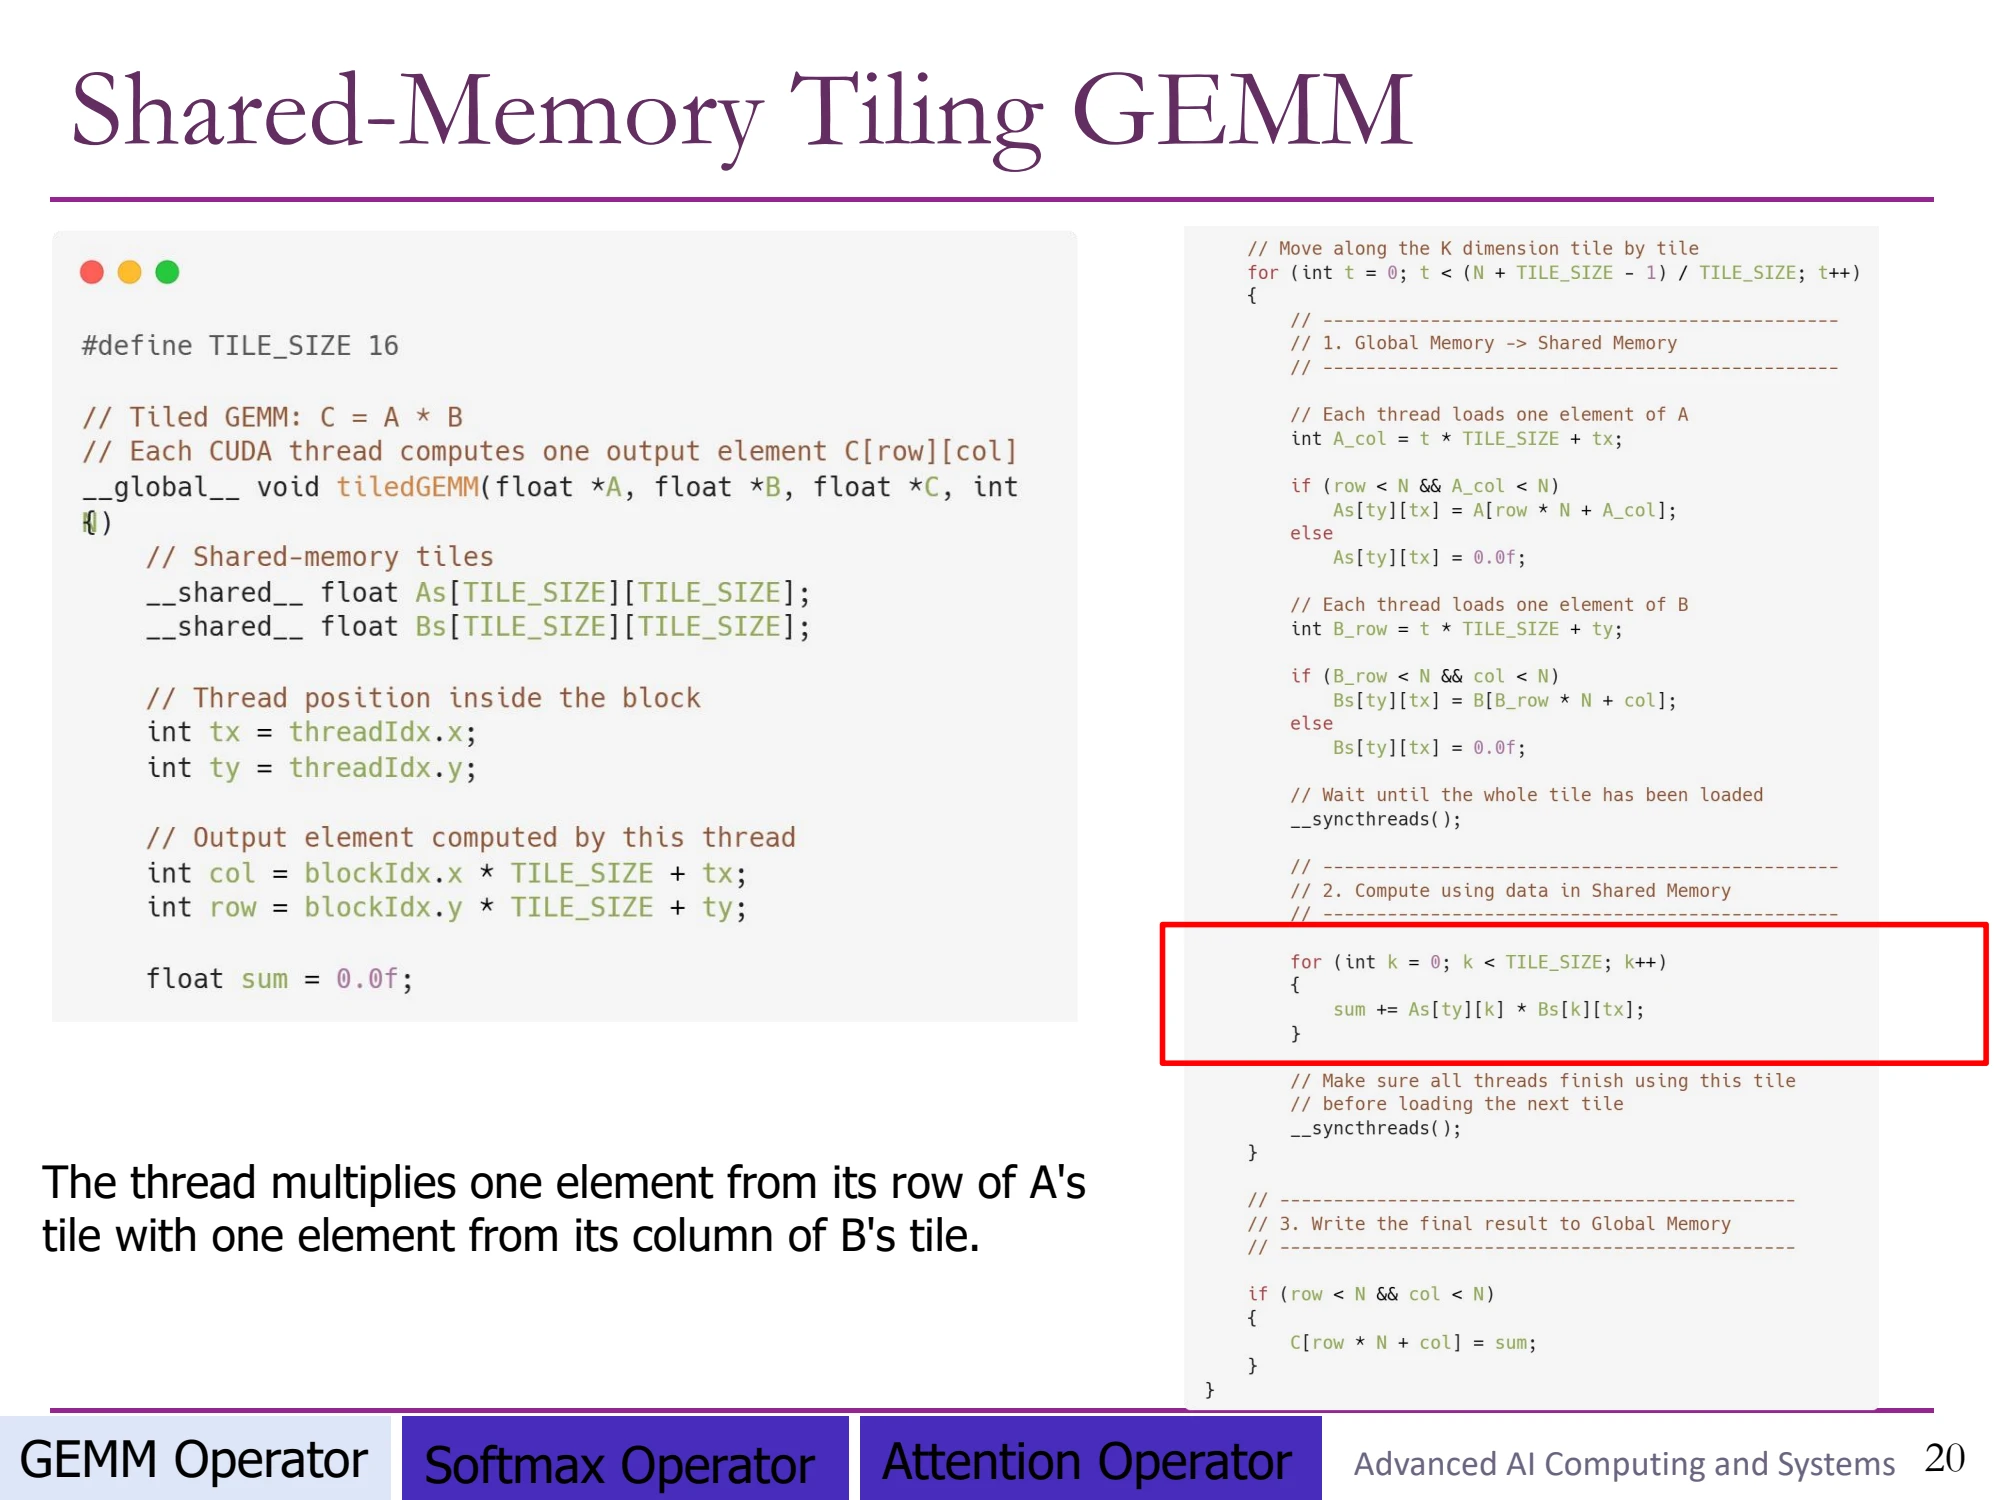 Shared-Memory Tiling GEMM
#define TILE_SIZE 16
// Tiled GEMM: C = A * B
// Each CUDA thread computes one output element C[row][col]
__global__ void tiledGEMM(float *A, float *B, float *C, int
N)
{
// Shared-memory tiles
__shared__ float As[TILE_SIZE][TILE_SIZE];
__shared__ float Bs[TILE_SIZE][TILE_SIZE];
// Thread position inside the block
int tx = threadIdx.x;
int ty = threadIdx.y;
// Output element computed by this thread
int col = blockIdx.x * TILE_SIZE + tx;
int row = blockIdx.y * TILE_SIZE + ty;
float sum = 0.0f;
// Move along the K dimension tile by tile
for (int t = 0; t < (N + TILE_SIZE - 1) / TILE_SIZE; t++)
{
// ------------------------------------------------
// 1. Global Memory -> Shared Memory
// ------------------------------------------------
// Each thread loads one element of A
int A_col = t * TILE_SIZE + tx;
if (row < N && A_col < N)
As[ty][tx] = A[row * N + A_col];
else
As[ty][tx] = 0.0f;
// Each thread loads one element of B
int B_row = t * TILE_SIZE + ty;
if (B_row < N && col < N)
Bs[ty][tx] = B[B_row * N + col];
else
Bs[ty][tx] = 0.0f;
// Wait until the whole tile has been loaded
__syncthreads();
// ------------------------------------------------
// 2. Compute using data in Shared Memory
// ------------------------------------------------
for (int k = 0; k < TILE_SIZE; k++)
{
sum += As[ty][k] * Bs[k][tx];
}
// Make sure all threads finish using this tile
// before loading the next tile
__syncthreads();
}
// ------------------------------------------------
// 3. Write the final result to Global Memory
// ------------------------------------------------
if (row < N && col < N)
{
C[row * N + col] = sum;
}
}
The thread multiplies one element from its row of A's
tile with one element from its column of B's tile.
GEMM Operator
Softmax Operator
Attention Operator
Advanced AI Computing and Systems
20